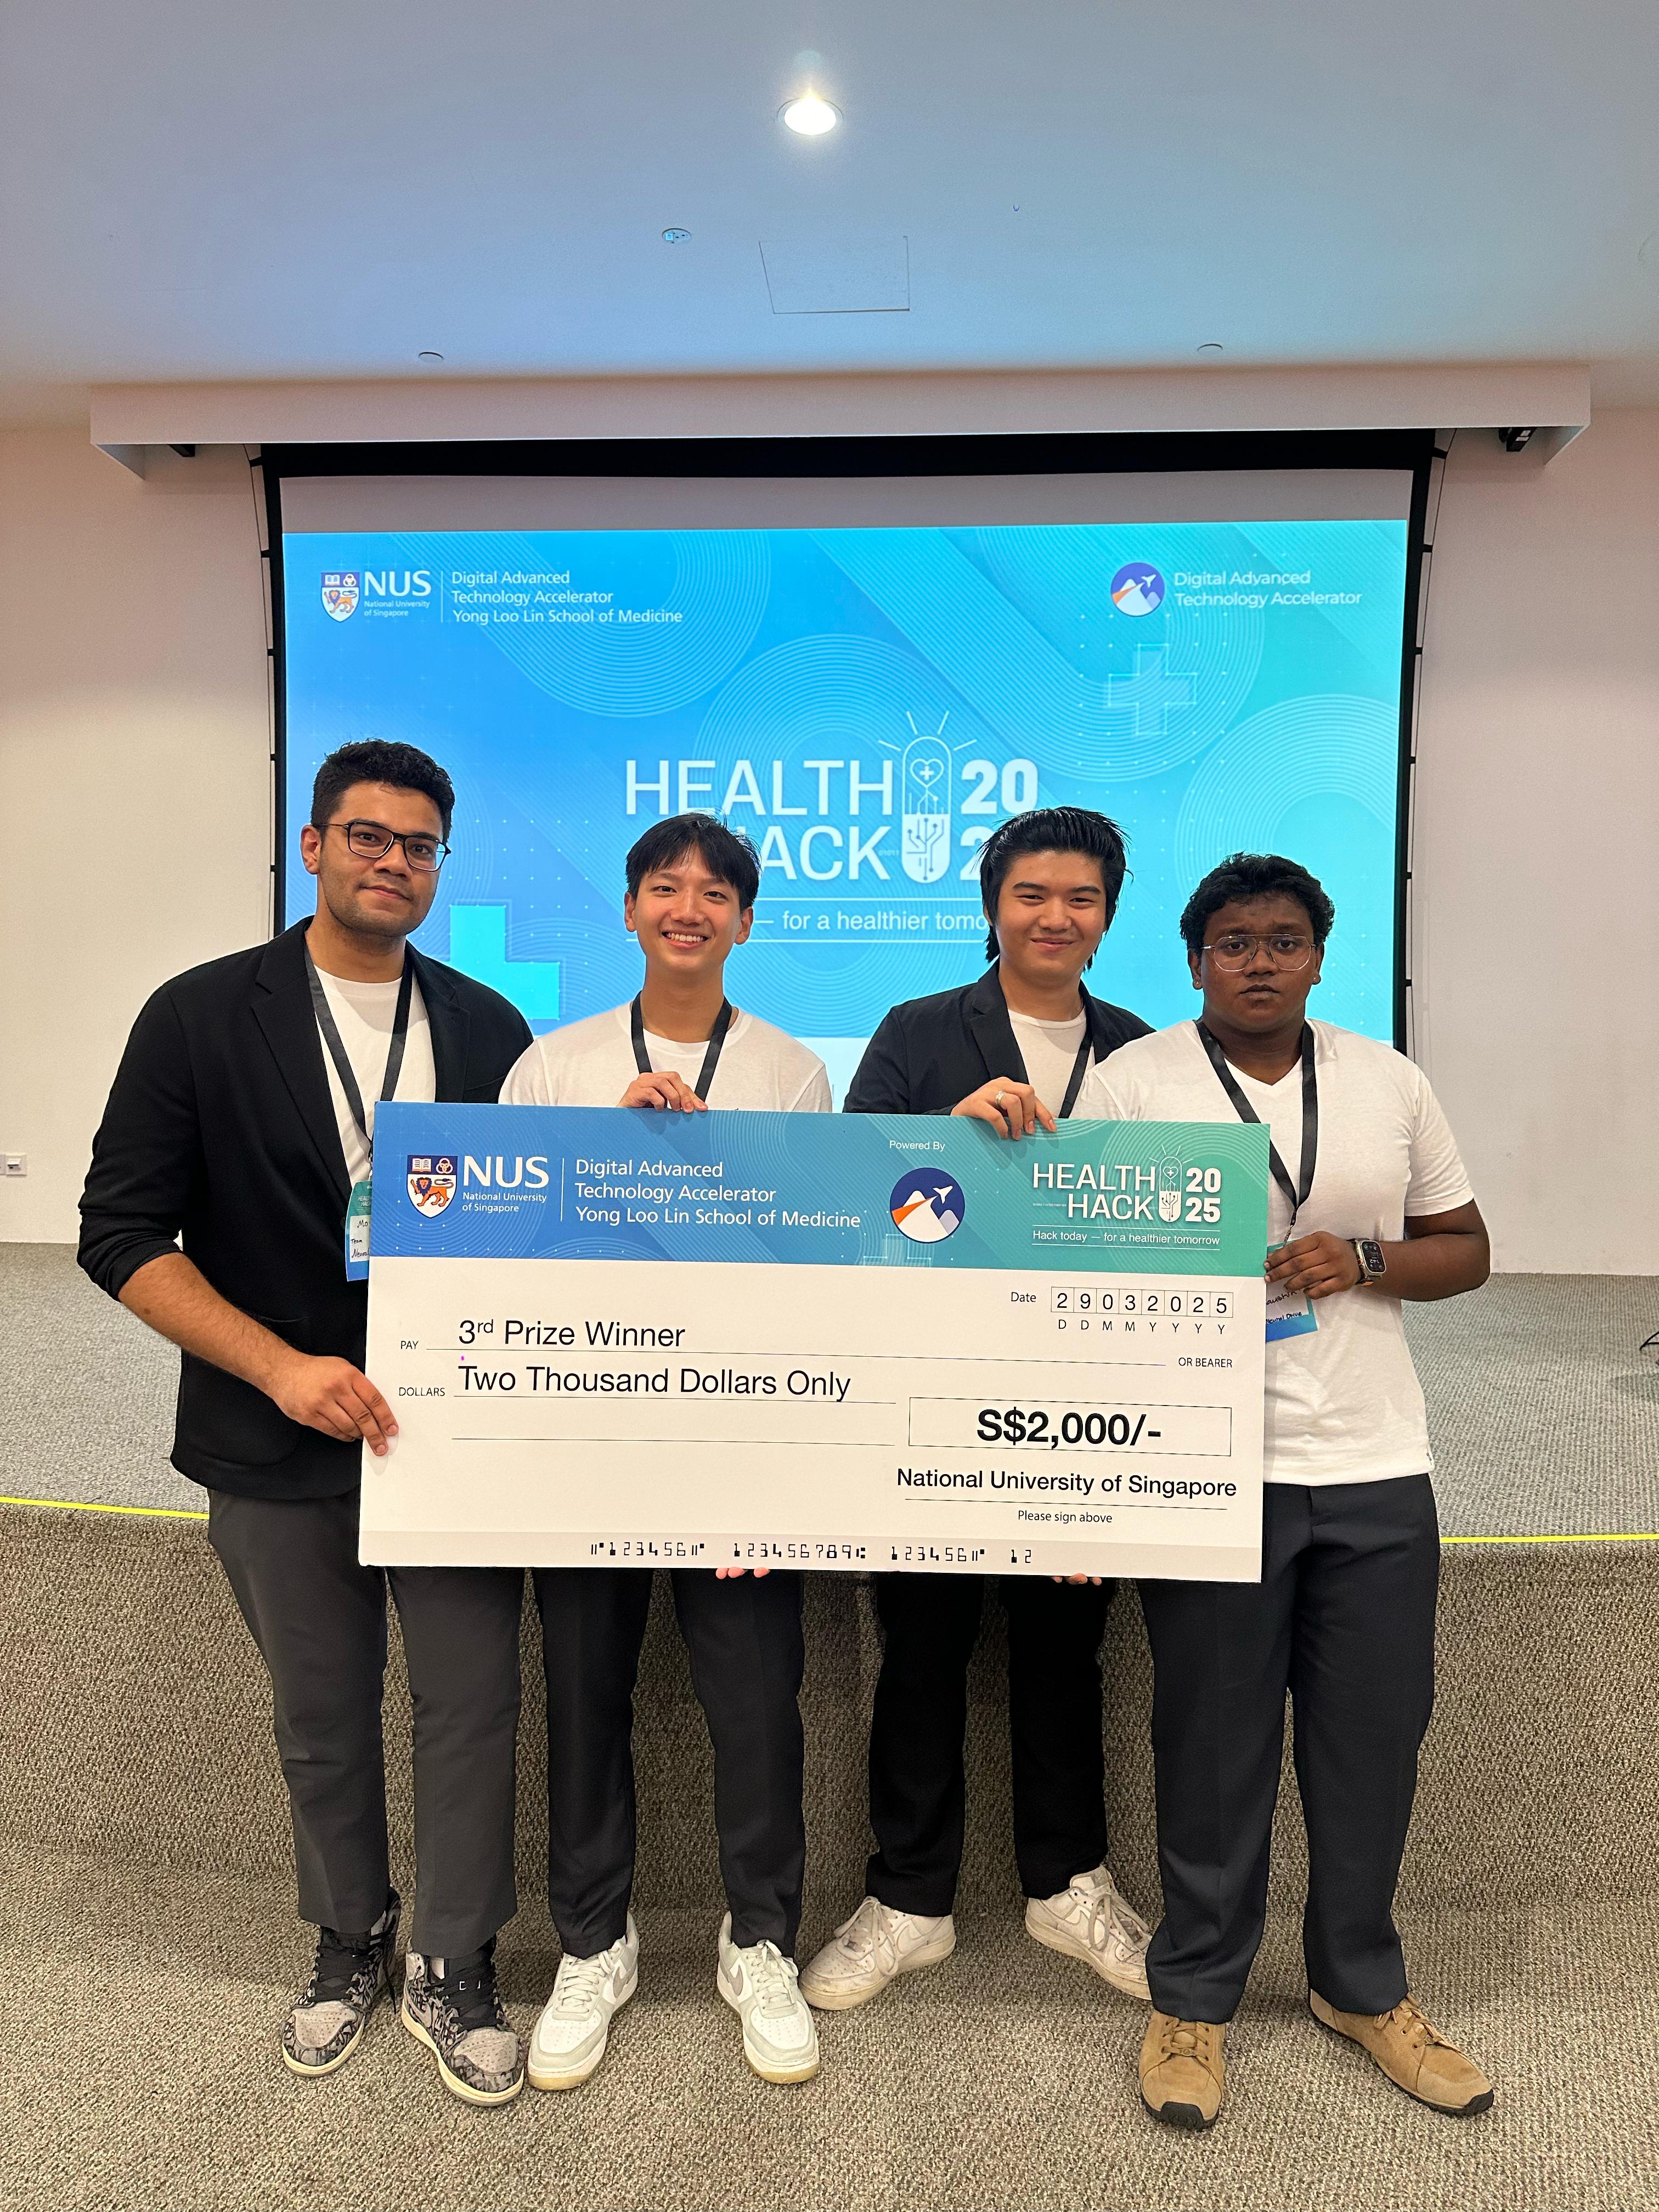 NUS
National University
of Singapore
Digital Advanced
Technology Accelerator
Yong Loo Lin School of Medicine
Digital Advanced
Technology Accelerator
HEALTH 20
HACK
— for a healthier
NUS
National University
of Singapore
Digital Advanced
Technology Accelerator
Yong Loo Lin School of Medicine
Powered By
HEALTH 20
HACK 25
Hack today — for a healthier tomorrow
Date 29032025
D D M M Y Y Y Y
PAY 3rd Prize Winner OR BEARER
DOLLARS Two Thousand Dollars Only
S$2,000/-
National University of Singapore
Please sign above
⑈123456⑈ 123456789⑆ 123456⑈ 12
Team